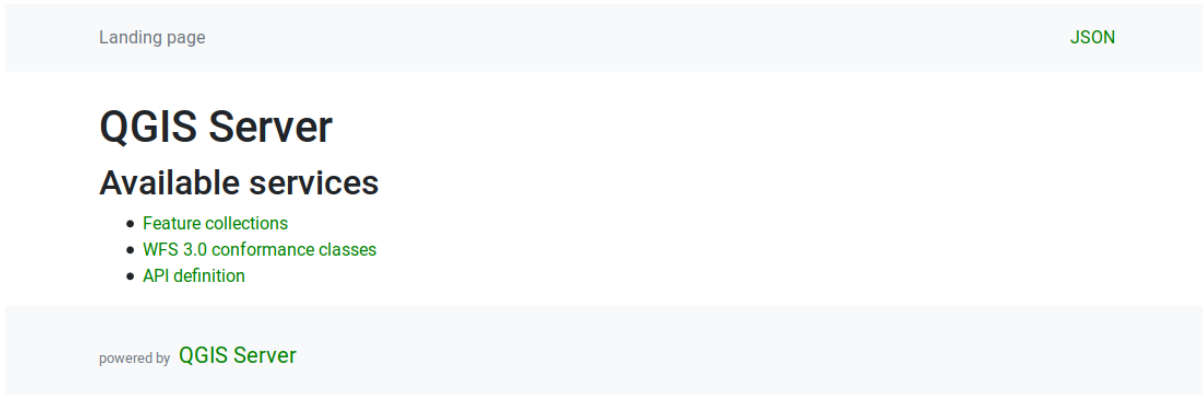 Landing page JSON
QGIS Server
Available services
Feature collections
WFS 3.0 conformance classes
API definition
powered by QGIS Server